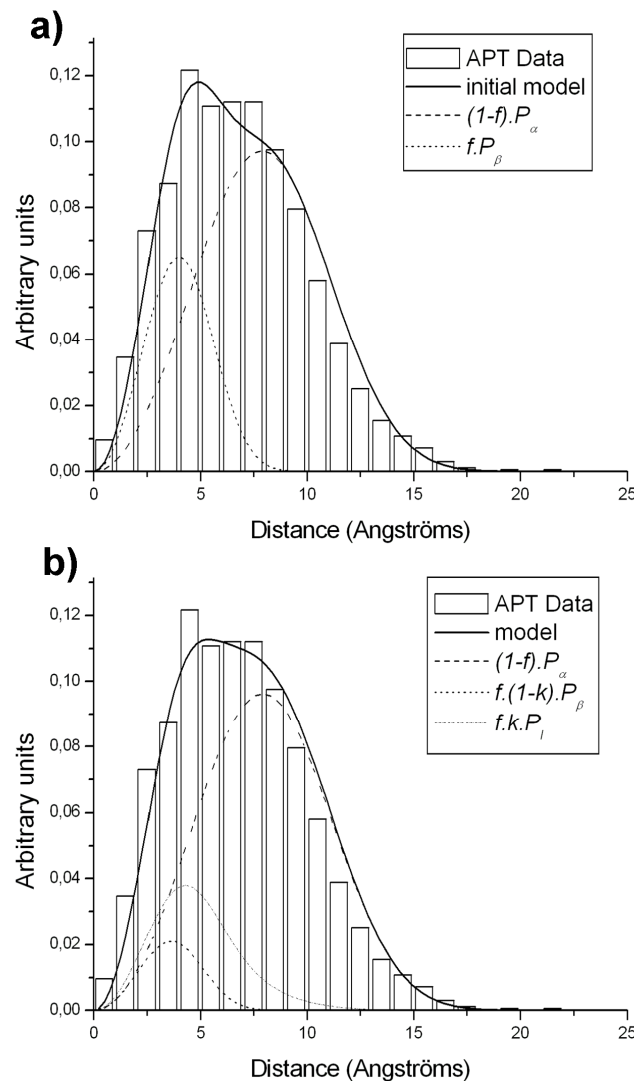 a)
0,12
0,10
0,08
0,06
0,04
0,02
0,00
Arbitrary units
APT Data
initial model
(1-f).Pα
f.Pβ
0
5
10
15
20
25
Distance (Angströms)
b)
0,12
0,10
0,08
0,06
0,04
0,02
0,00
Arbitrary units
APT Data
model
(1-f).Pα
f.(1-k).Pβ
f.k.PI
0
5
10
15
20
25
Distance (Angströms)